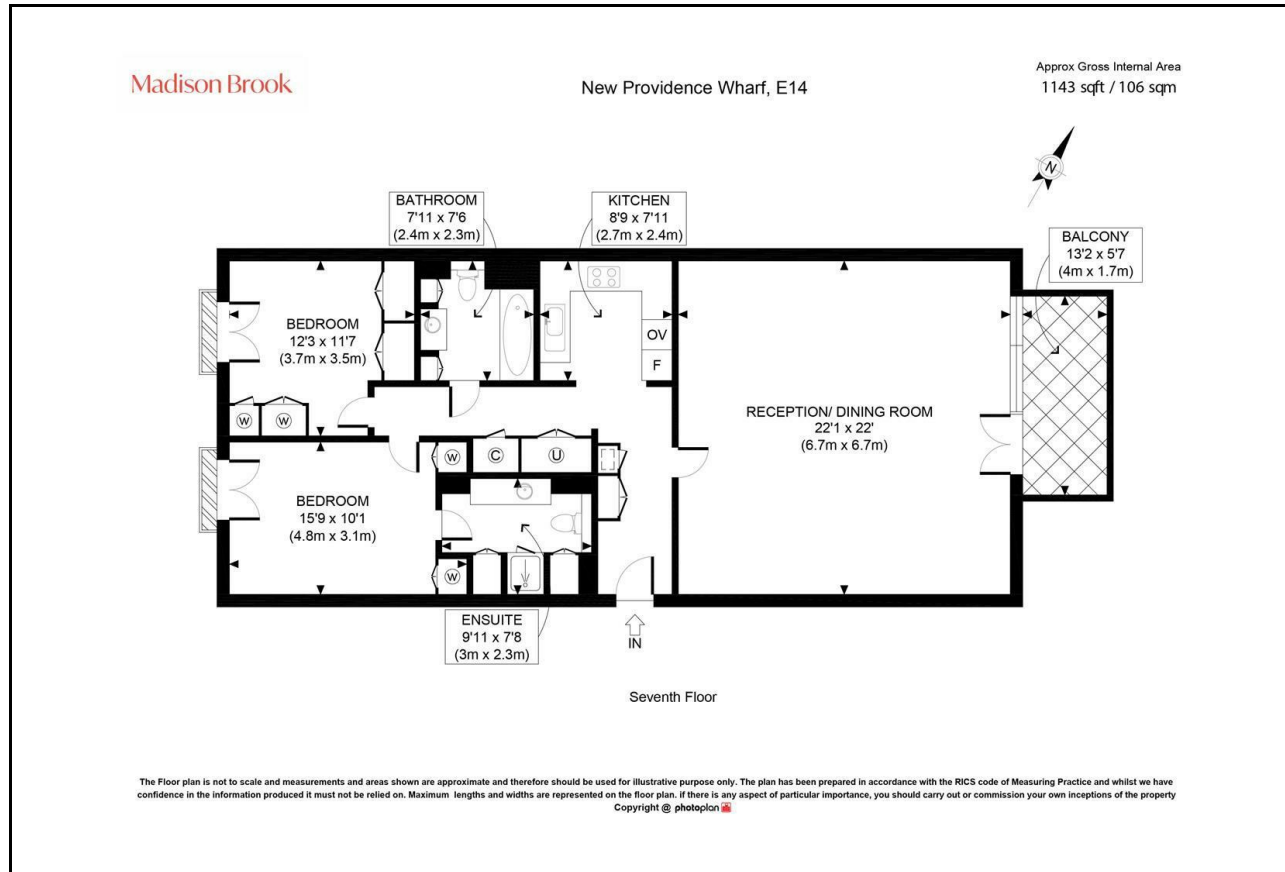 Madison Brook
New Providence Wharf, E14
Approx Gross Internal Area
1143 sqft / 106 sqm
N
BATHROOM
7'11 x 7'6
(2.4m x 2.3m)
KITCHEN
8'9 x 7'11
(2.7m x 2.4m)
BALCONY
13'2 x 5'7
(4m x 1.7m)
BEDROOM
12'3 x 11'7
(3.7m x 3.5m)
OV
F
W
W
RECEPTION/ DINING ROOM
22'1 x 22'
(6.7m x 6.7m)
W
C
U
BEDROOM
15'9 x 10'1
(4.8m x 3.1m)
W
ENSUITE
9'11 x 7'8
(3m x 2.3m)
IN
Seventh Floor
The Floor plan is not to scale and measurements and areas shown are approximate and therefore should be used for illustrative purpose only. The plan has been prepared in accordance with the RICS code of Measuring Practice and whilst we have
confidence in the information produced it must not be relied on. Maximum lengths and widths are represented on the floor plan. if there is any aspect of particular importance, you should carry out or commission your own inceptions of the property
Copyright @ photoplan